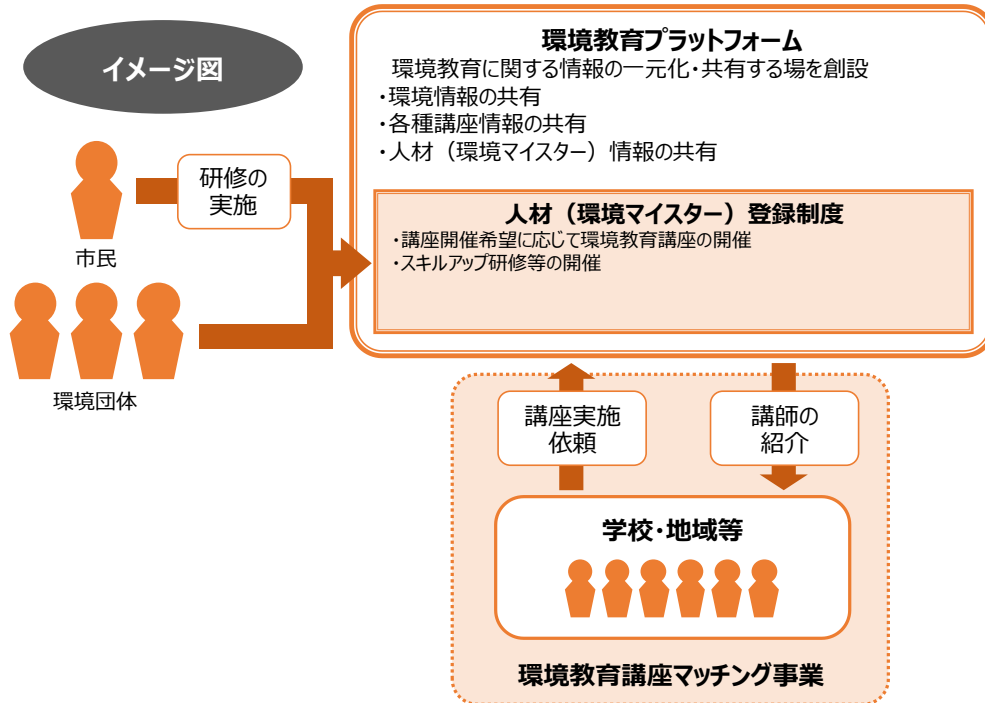 イメージ図
環境教育プラットフォーム
環境教育に関する情報の一元化・共有する場を創設
・環境情報の共有
・各種講座情報の共有
・人材（環境マイスター）情報の共有
研修の
実施
市民
人材（環境マイスター）登録制度
・講座開催希望に応じて環境教育講座の開催
・スキルアップ研修等の開催
環境団体
講座実施
依頼
講師の
紹介
学校・地域等
環境教育講座マッチング事業